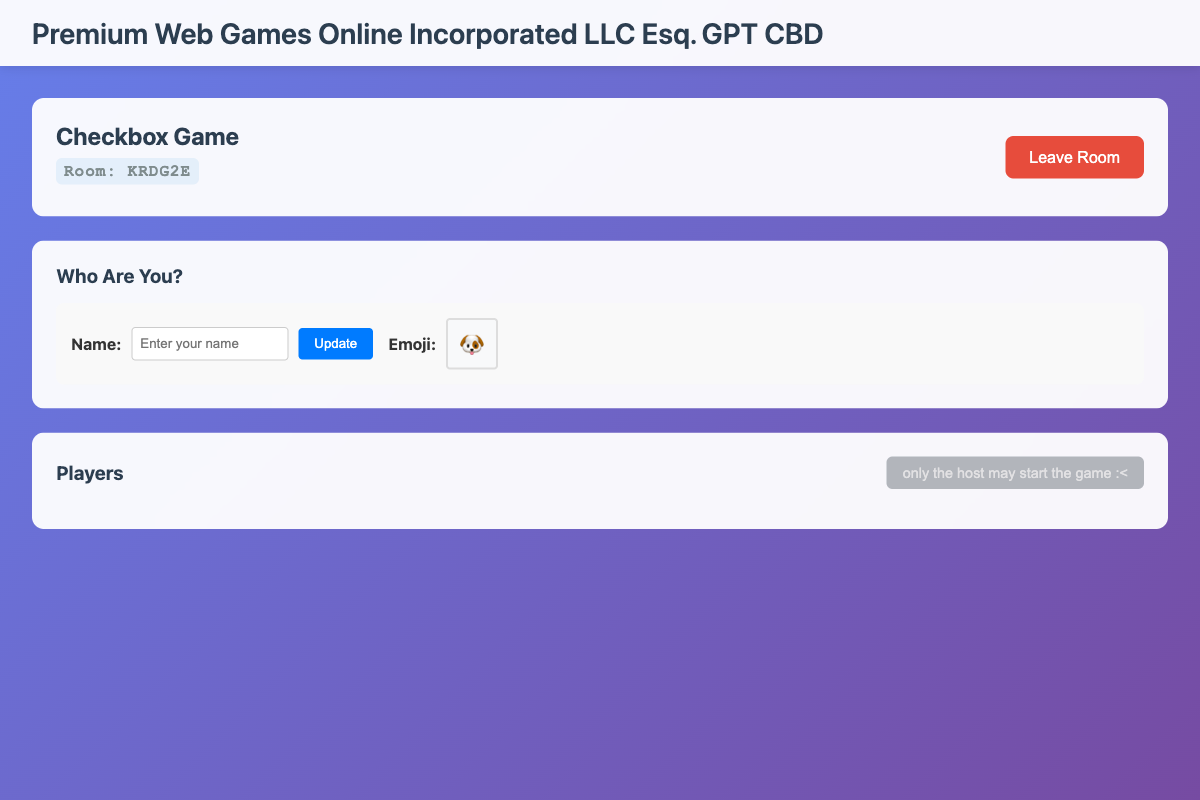 Premium Web Games Online Incorporated LLC Esq. GPT CBD
Checkbox Game
Room: KRDG2E
Leave Room
Who Are You?
Name: Enter your name Update Emoji:
Players
only the host may start the game :<